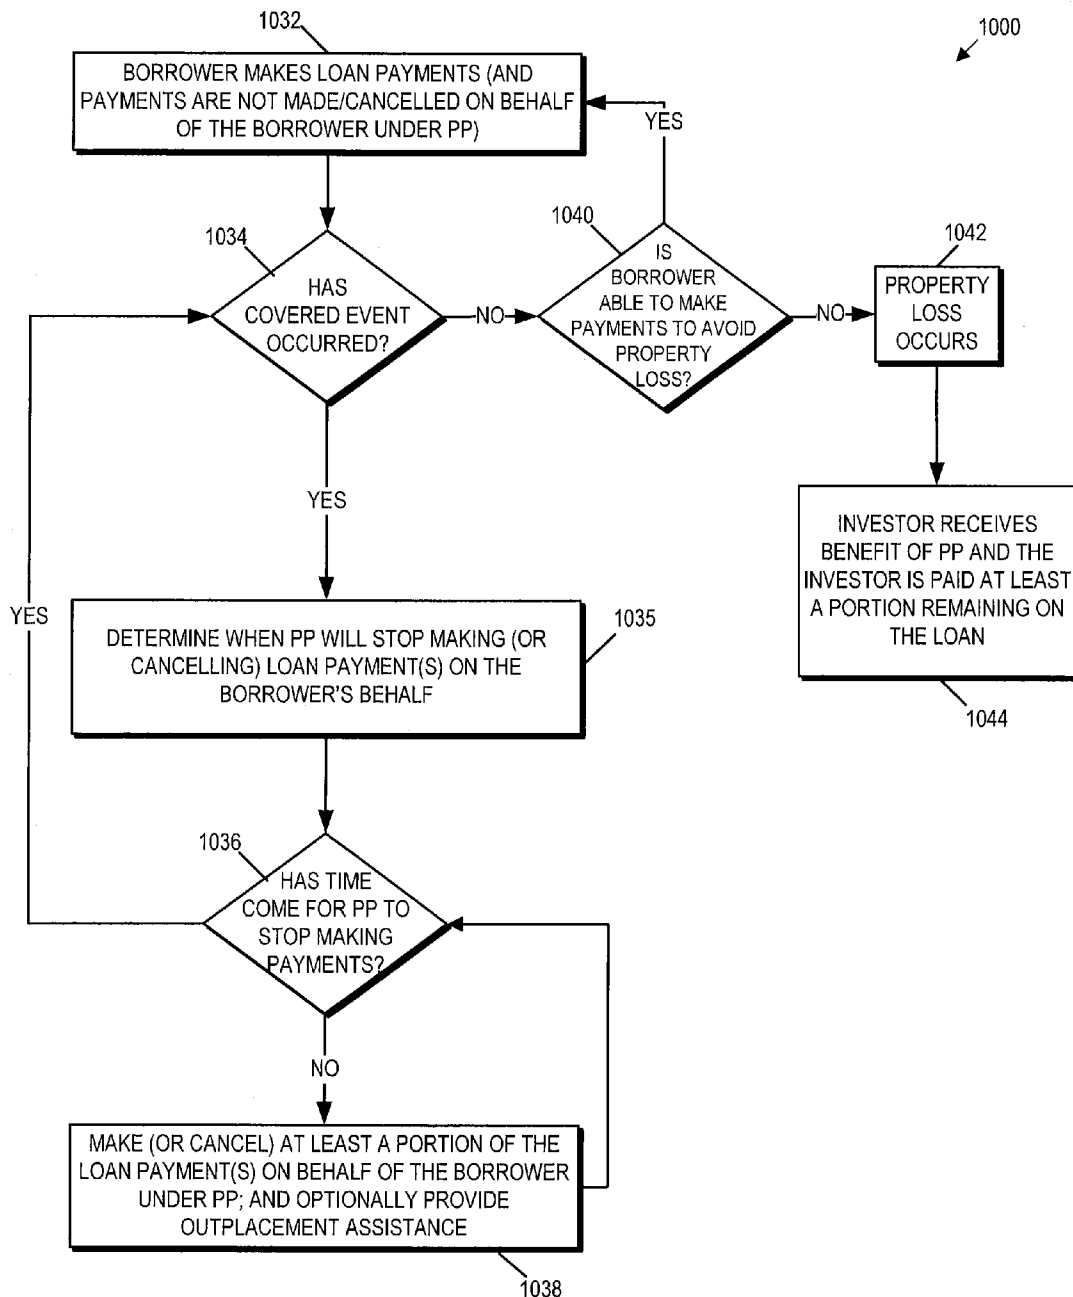 1032
1000
BORROWER MAKES LOAN PAYMENTS (AND
PAYMENTS ARE NOT MADE/CANCELLED ON BEHALF
OF THE BORROWER UNDER PP)
YES
1034
HAS
COVERED EVENT
OCCURRED?
NO
1040
IS
BORROWER
ABLE TO MAKE
PAYMENTS TO AVOID
PROPERTY
LOSS?
NO
1042
PROPERTY
LOSS
OCCURS
YES
INVESTOR RECEIVES
BENEFIT OF PP AND THE
INVESTOR IS PAID AT LEAST
A PORTION REMAINING ON
THE LOAN
1044
YES
DETERMINE WHEN PP WILL STOP MAKING (OR
CANCELLING) LOAN PAYMENT(S) ON THE
BORROWER'S BEHALF
1035
1036
HAS TIME
COME FOR PP TO
STOP MAKING
PAYMENTS?
NO
MAKE (OR CANCEL) AT LEAST A PORTION OF THE
LOAN PAYMENT(S) ON BEHALF OF THE BORROWER
UNDER PP; AND OPTIONALLY PROVIDE
OUTPLACEMENT ASSISTANCE
1038